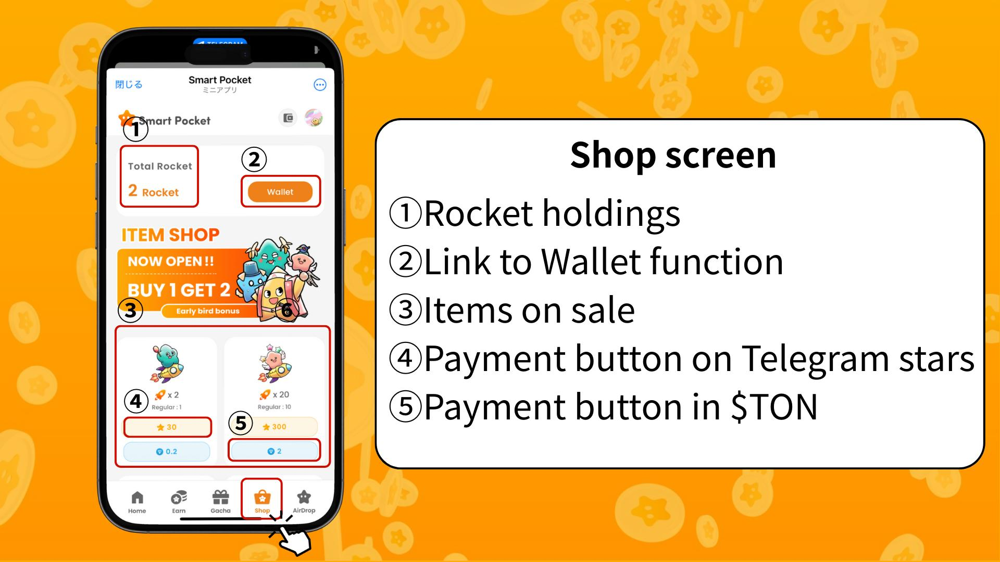 TELEGRAM
閉じる
Smart Pocket
ミニアプリ
Smart Pocket
①
Total Rocket
2 Rocket
②
Wallet
ITEM SHOP
NOW OPEN!!
BUY 1 GET 2
Early bird bonus
③
6
x 2
Regular : 1
x 20
Regular : 10
④
30
0.2
⑤
300
2
Home
Earn
Gacha
Shop
AirDrop
Shop screen
①Rocket holdings
②Link to Wallet function
③Items on sale
④Payment button on Telegram stars
⑤Payment button in $TON